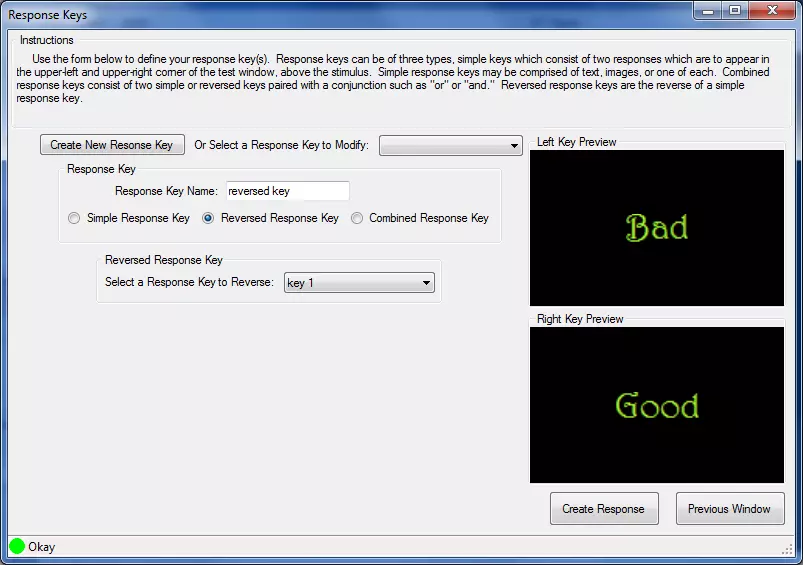 Response Keys
Instructions
Use the form below to define your response key(s). Response keys can be of three types, simple keys which consist of two responses which are to appear in
the upper-left and upper-right corner of the test window, above the stimulus. Simple response keys may be comprised of text, images, or one of each. Combined
response keys consist of two simple or reversed keys paired with a conjunction such as "or" or "and." Reversed response keys are the reverse of a simple
response key.
Create New Resonse Key
Or Select a Response Key to Modify:
Response Key
Response Key Name: reversed key
Simple Response Key
Reversed Response Key
Combined Response Key
Reversed Response Key
Select a Response Key to Reverse: key 1
Left Key Preview
Bad
Right Key Preview
Good
Create Response
Previous Window
Okay